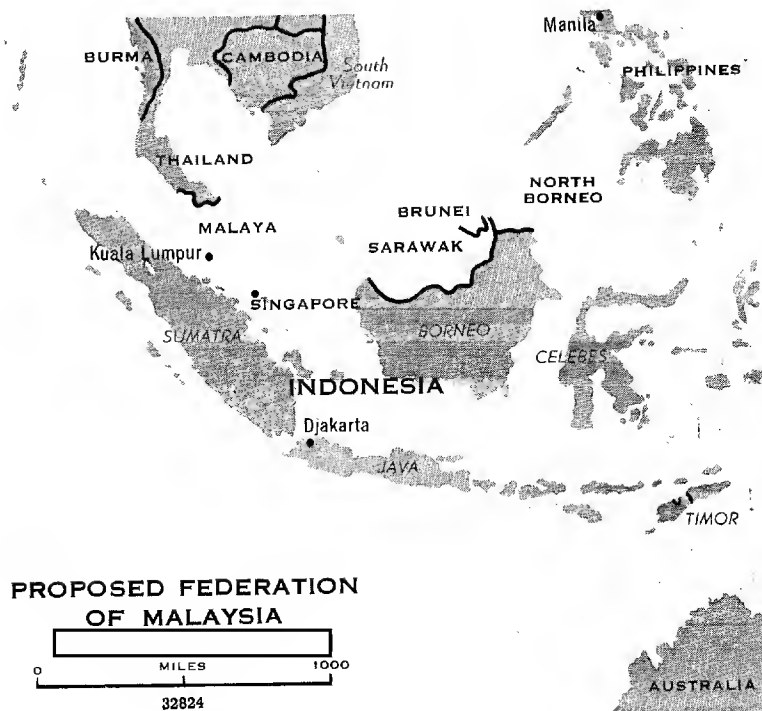 Manila
BURMA
CAMBODIA
South
Vietnam
PHILIPPINES
THAILAND
NORTH
BORNEO
BRUNEI
MALAYA
SARAWAK
Kuala Lumpur
SINGAPORE
SUMATRA
BORNEO
CELEBES
INDONESIA
Djakarta
JAVA
TIMOR
PROPOSED FEDERATION
OF MALAYSIA
0 MILES 1000
AUSTRALIA
32824